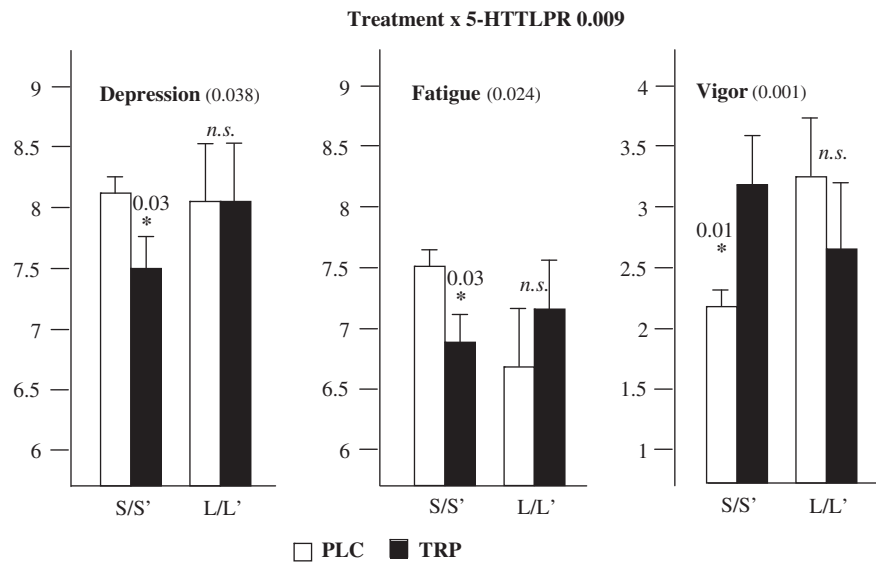 Treatment x 5-HTTLPR 0.009
Depression (0.038)
9
8.5
8
7.5
7
6.5
6
n.s.
0.03
*
S/S’
L/L’
Fatigue (0.024)
9
8.5
8
7.5
7
6.5
6
0.03
*
n.s.
S/S’
L/L’
Vigor (0.001)
4
3.5
3
2.5
2
1.5
1
n.s.
0.01
*
S/S’
L/L’
PLC TRP